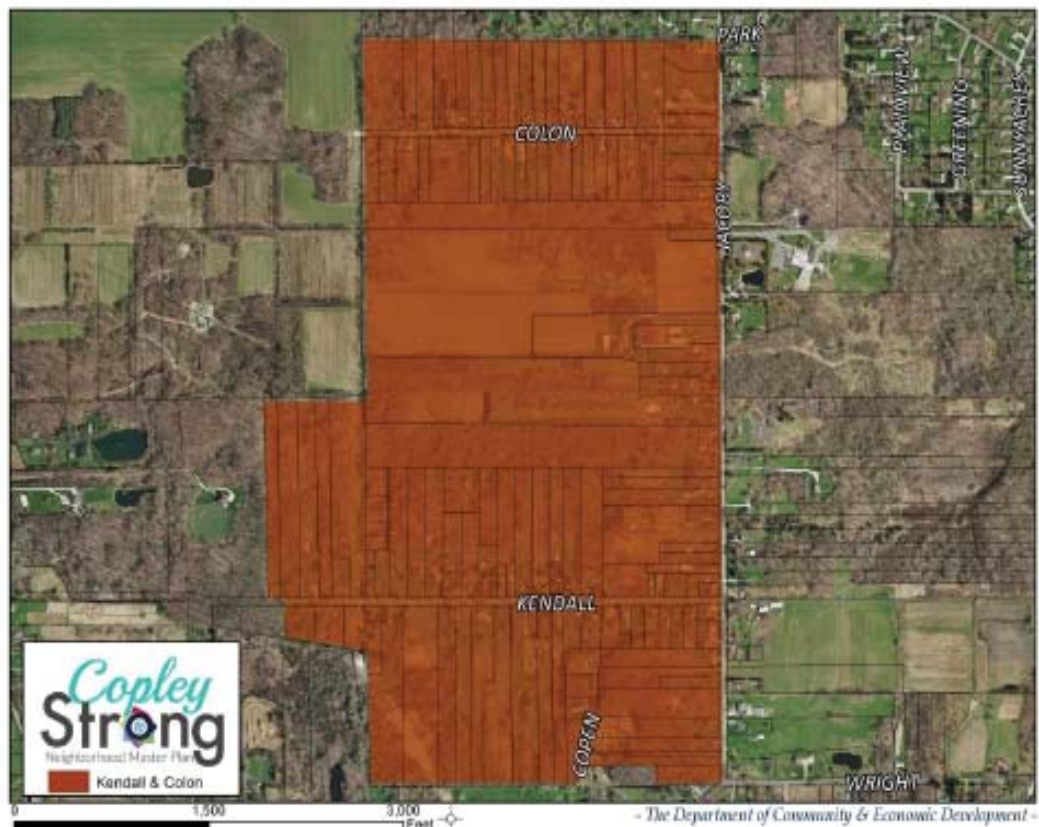 PARK
COLON
PLAINVIEW
GREENING
SUNNYACRES
JACOBY
KENDALL
COPEN
WRIGHT
Copley
Strong
Neighborhood Master Plan
Kendall & Colon
0 1,500 3,000
Feet
- The Department of Community & Economic Development -